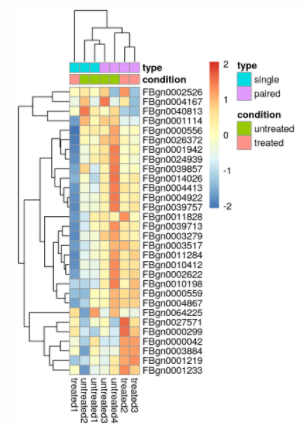 type
condition
FBgn0002526
FBgn0004167
FBgn0040813
FBgn0001114
FBgn0000556
FBgn0026372
FBgn0001942
FBgn0024939
FBgn0039857
FBgn0014026
FBgn0004413
FBgn0004922
FBgn0039757
FBgn0011828
FBgn0039713
FBgn0003279
FBgn0003517
FBgn0011284
FBgn0010412
FBgn0002622
FBgn0010198
FBgn0000559
FBgn0004867
FBgn0064225
FBgn0027571
FBgn0000299
FBgn0000042
FBgn0003884
FBgn0001219
FBgn0001233
treated1
untreated2
untreated1
untreated3
untreated4
treated2
treated3
2
1
0
-1
-2
type
single
paired
condition
untreated
treated